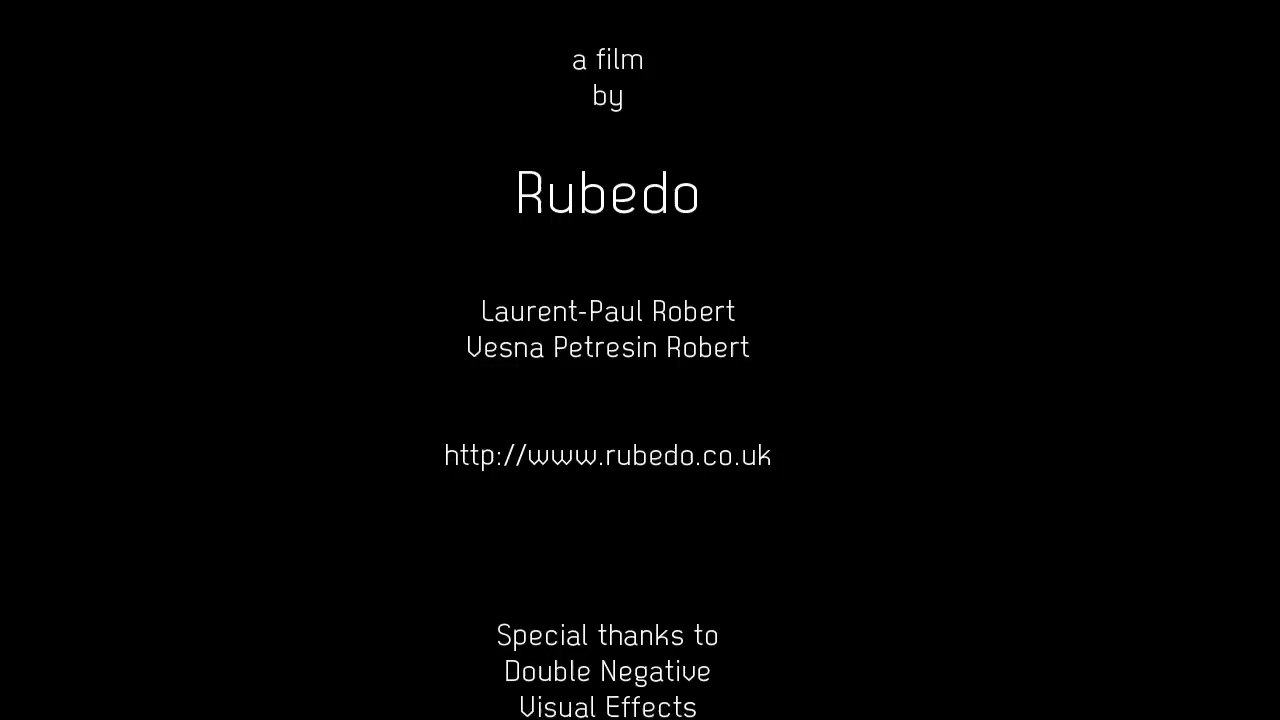 a film
by
Rubedo
Laurent-Paul Robert
Vesna Petresin Robert
http://www.rubedo.co.uk
Special thanks to
Double Negative
Visual Effects